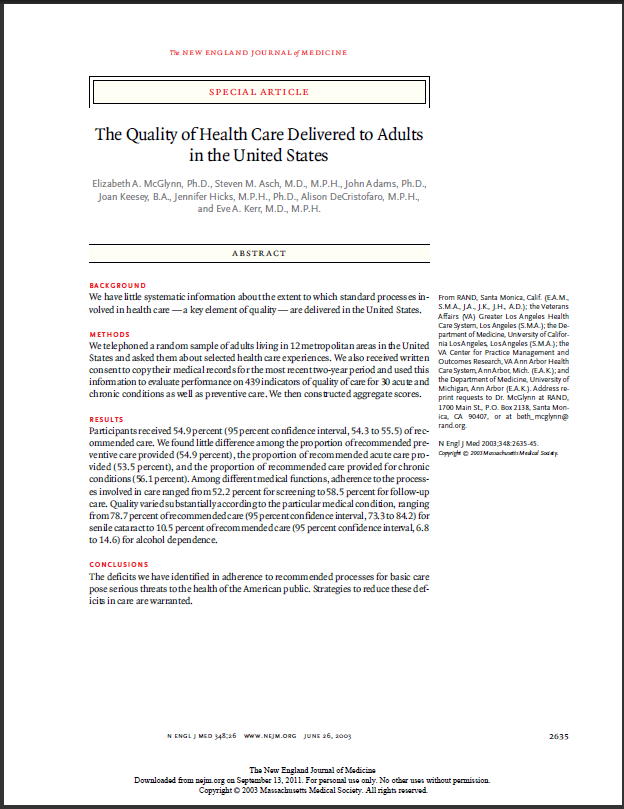 The NEW ENGLAND JOURNAL of MEDICINE
SPECIAL ARTICLE
The Quality of Health Care Delivered to Adults
in the United States
Elizabeth A. McGlynn, Ph.D., Steven M. Asch, M.D., M.P.H., John Adams, Ph.D.,
Joan Keesey, B.A., Jennifer Hicks, M.P.H., Ph.D., Alison DeCristofaro, M.P.H.,
and Eve A. Kerr, M.D., M.P.H.
ABSTRACT
BACKGROUND
We have little systematic information about the extent to which standard processes in-
volved in health care — a key element of quality — are delivered in the United States.
METHODS
We telephoned a random sample of adults living in 12 metropolitan areas in the United
States and asked them about selected health care experiences. We also received written
consent to copy their medical records for the most recent two-year period and used this
information to evaluate performance on 439 indicators of quality of care for 30 acute and
chronic conditions as well as preventive care. We then constructed aggregate scores.
RESULTS
Participants received 54.9 percent (95 percent confidence interval, 54.3 to 55.5) of rec-
ommended care. We found little difference among the proportion of recommended pre-
ventive care provided (54.9 percent), the proportion of recommended acute care pro-
vided (53.5 percent), and the proportion of recommended care provided for chronic
conditions (56.1 percent). Among different medical functions, adherence to the process-
es involved in care ranged from 52.2 percent for screening to 58.5 percent for follow-up
care. Quality varied substantially according to the particular medical condition, ranging
from 78.7 percent of recommended care (95 percent confidence interval, 73.3 to 84.2) for
senile cataract to 10.5 percent of recommended care (95 percent confidence interval, 6.8
to 14.6) for alcohol dependence.
CONCLUSIONS
The deficits we have identified in adherence to recommended processes for basic care
pose serious threats to the health of the American public. Strategies to reduce these def-
icits in care are warranted.
From RAND, Santa Monica, Calif. (E.A.M.,
S.M.A., J.A., J.K., J.H., A.D.); the Veterans
Affairs (VA) Greater Los Angeles Health
Care System, Los Angeles (S.M.A.); the De-
partment of Medicine, University of Califor-
nia Los Angeles, Los Angeles (S.M.A.); the
VA Center for Practice Management and
Outcomes Research, VA Ann Arbor Health
Care System, Ann Arbor, Mich. (E.A.K.); and
the Department of Medicine, University of
Michigan, Ann Arbor (E.A.K.). Address re-
print requests to Dr. McGlynn at RAND,
1700 Main St., P.O. Box 2138, Santa Mon-
ica, CA 90407, or at beth_mcglynn@
rand.org.
N Engl J Med 2003;348:2635-45.
Copyright © 2003 Massachusetts Medical Society.
N ENGL J MED 348;26 WWW.NEJM.ORG JUNE 26, 2003
2635
The New England Journal of Medicine
Downloaded from nejm.org on September 13, 2011. For personal use only. No other uses without permission.
Copyright © 2003 Massachusetts Medical Society. All rights reserved.